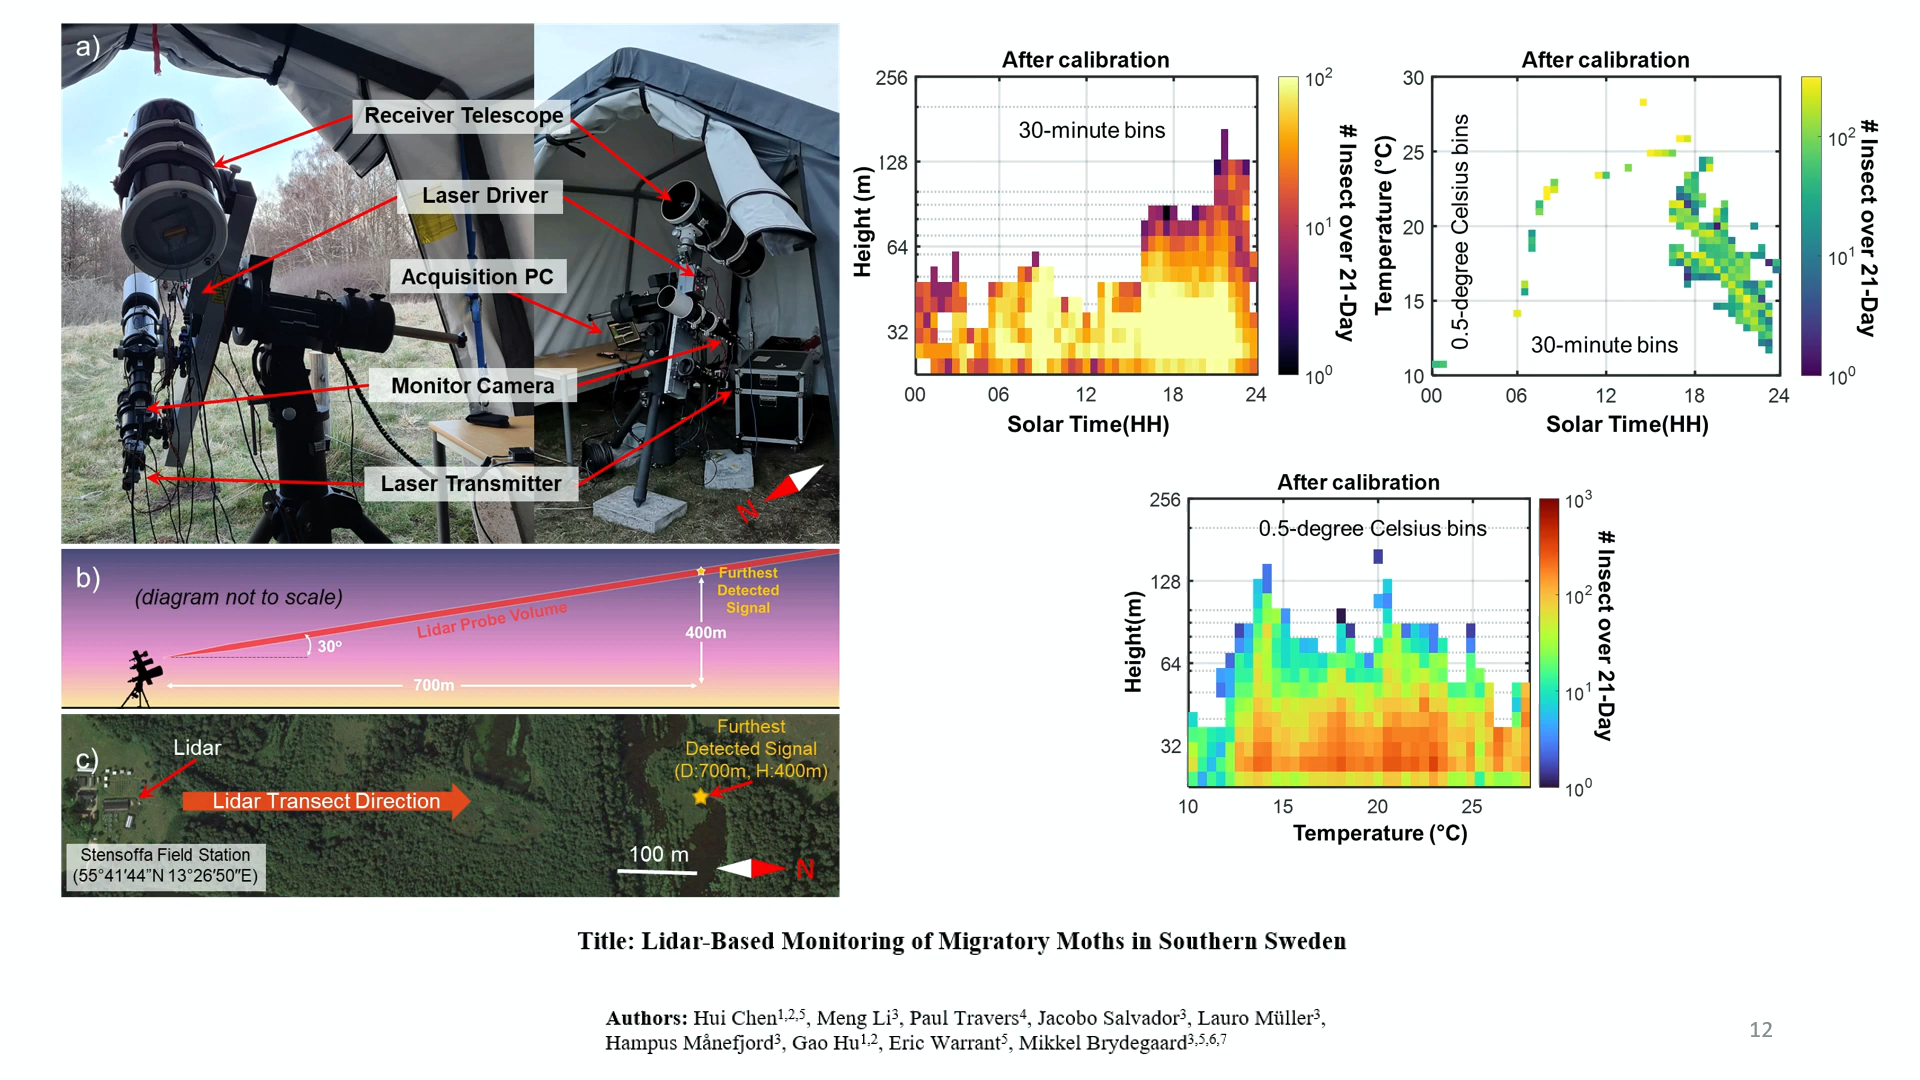 a)
Receiver Telescope
Laser Driver
Acquisition PC
Monitor Camera
Laser Transmitter
N
b)
(diagram not to scale)
Lidar Probe Volume
30º
Furthest
Detected
Signal
400m
700m
c)
Lidar
Lidar Transect Direction
Furthest
Detected Signal
(D:700m, H:400m)
Stensoffa Field Station
(55°41'44"N 13°26'50"E)
100 m
N
After calibration
30-minute bins
Height (m)
256
128
64
32
00 06 12 18 24
Solar Time(HH)
10²
10¹
10⁰
# Insect over 21-Day
After calibration
0.5-degree Celsius bins
30-minute bins
Temperature (°C)
30
25
20
15
10
00 06 12 18 24
Solar Time(HH)
10²
10¹
10⁰
# Insect over 21-Day
After calibration
0.5-degree Celsius bins
Height(m)
256
128
64
32
10 15 20 25
Temperature (°C)
10³
10²
10¹
10⁰
# Insect over 21-Day
Title: Lidar-Based Monitoring of Migratory Moths in Southern Sweden
Authors: Hui Chen1,2,5, Meng Li3, Paul Travers4, Jacobo Salvador3, Lauro Müller3,
Hampus Månefjord3, Gao Hu1,2, Eric Warrant5, Mikkel Brydegaard3,5,6,7
12